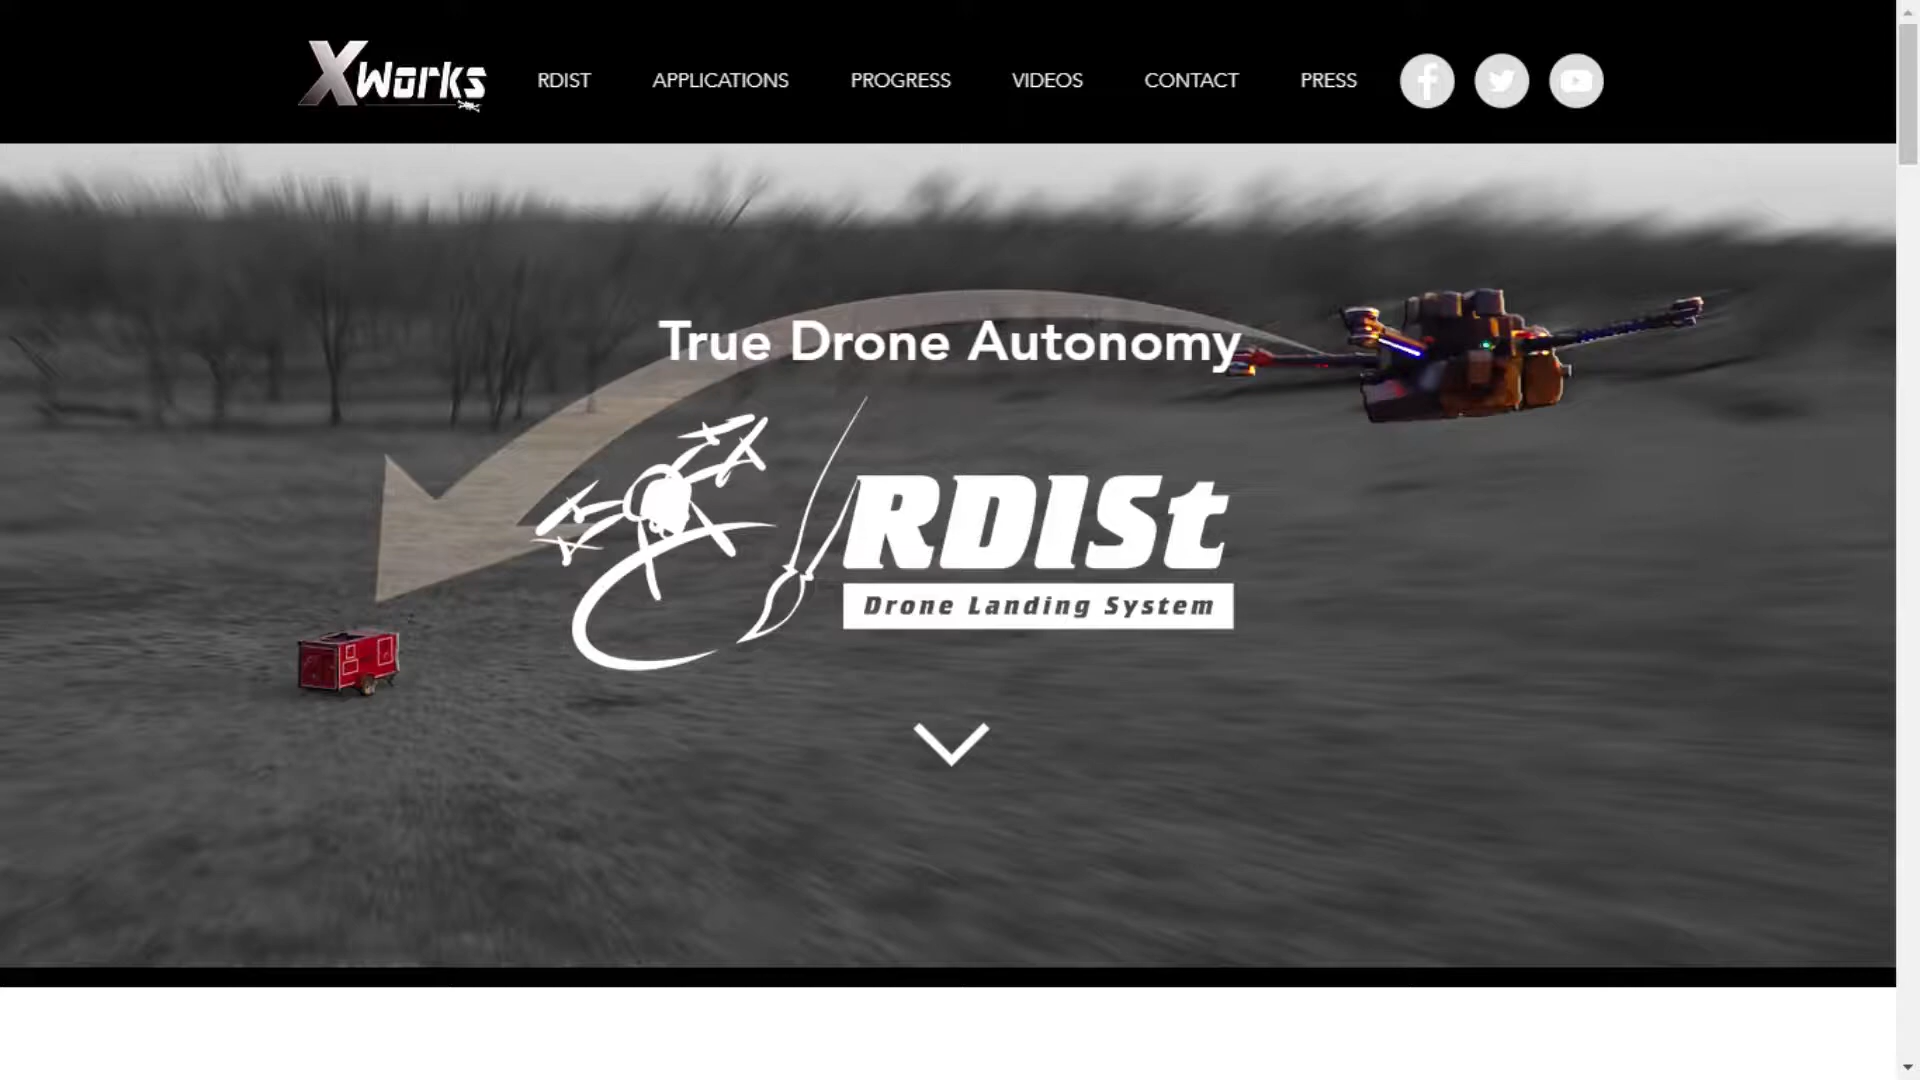 XWorks
RDIST
APPLICATIONS
PROGRESS
VIDEOS
CONTACT
PRESS
True Drone Autonomy
RDISt
Drone Landing System